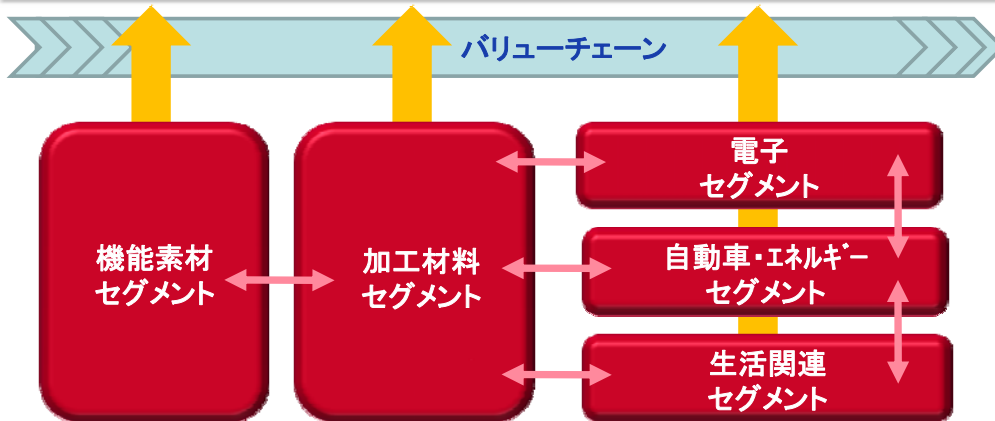 バリューチェーン
機能素材
セグメント
加工材料
セグメント
電子
セグメント
自動車・エネルギー
セグメント
生活関連
セグメント